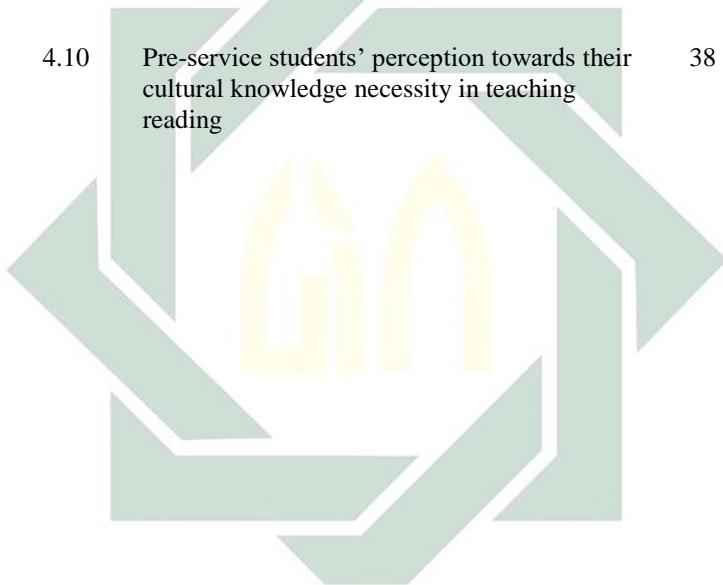 4.10 Pre-service students’ perception towards their 38
cultural knowledge necessity in teaching
reading